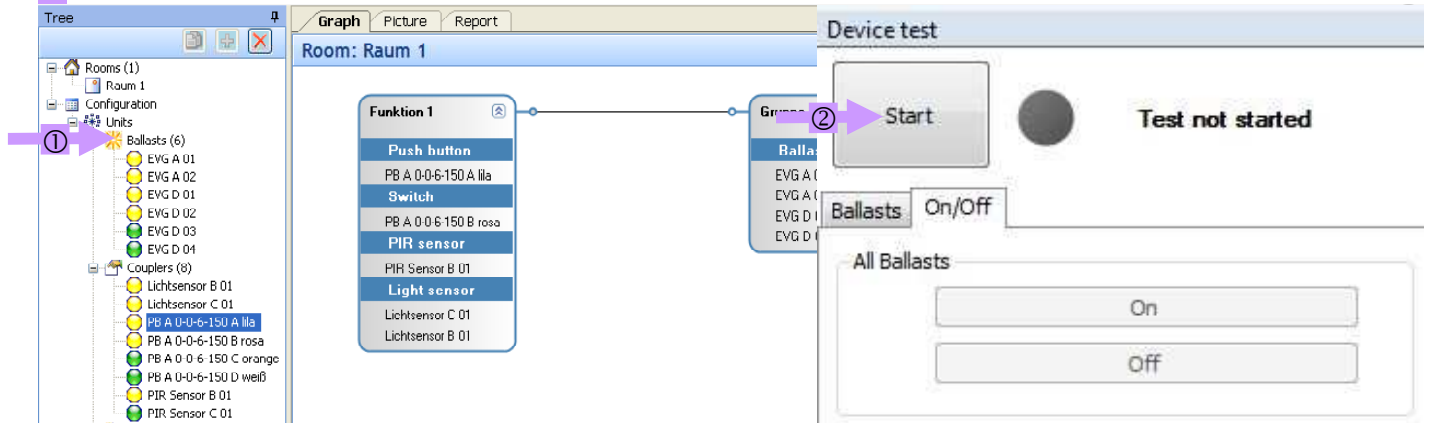 Tree
Rooms (1)
Raum 1
Configuration
Units
Ballasts (6)
EVG A 01
EVG A 02
EVG D 01
EVG D 02
EVG D 03
EVG D 04
Couplers (8)
Lichtsensor B 01
Lichtsensor C 01
PB A 0-0-6-150 A lila
PB A 0-0-6-150 B rosa
PB A 0-0-6-150 C orange
PB A 0-0-6-150 D weiß
PIR Sensor B 01
PIR Sensor C 01
①
Graph Picture Report
Room: Raum 1
Funktion 1
Push button
PB A 0-0-6-150 A lila
Switch
PB A 0-0-6-150 B rosa
PIR sensor
PIR Sensor B 01
Light sensor
Lichtsensor C 01
Lichtsensor B 01
EVG A
EVG A
EVG D
EVG D
Device test
② Start
Test not started
Ballasts On/Off
All Ballasts
On
Off